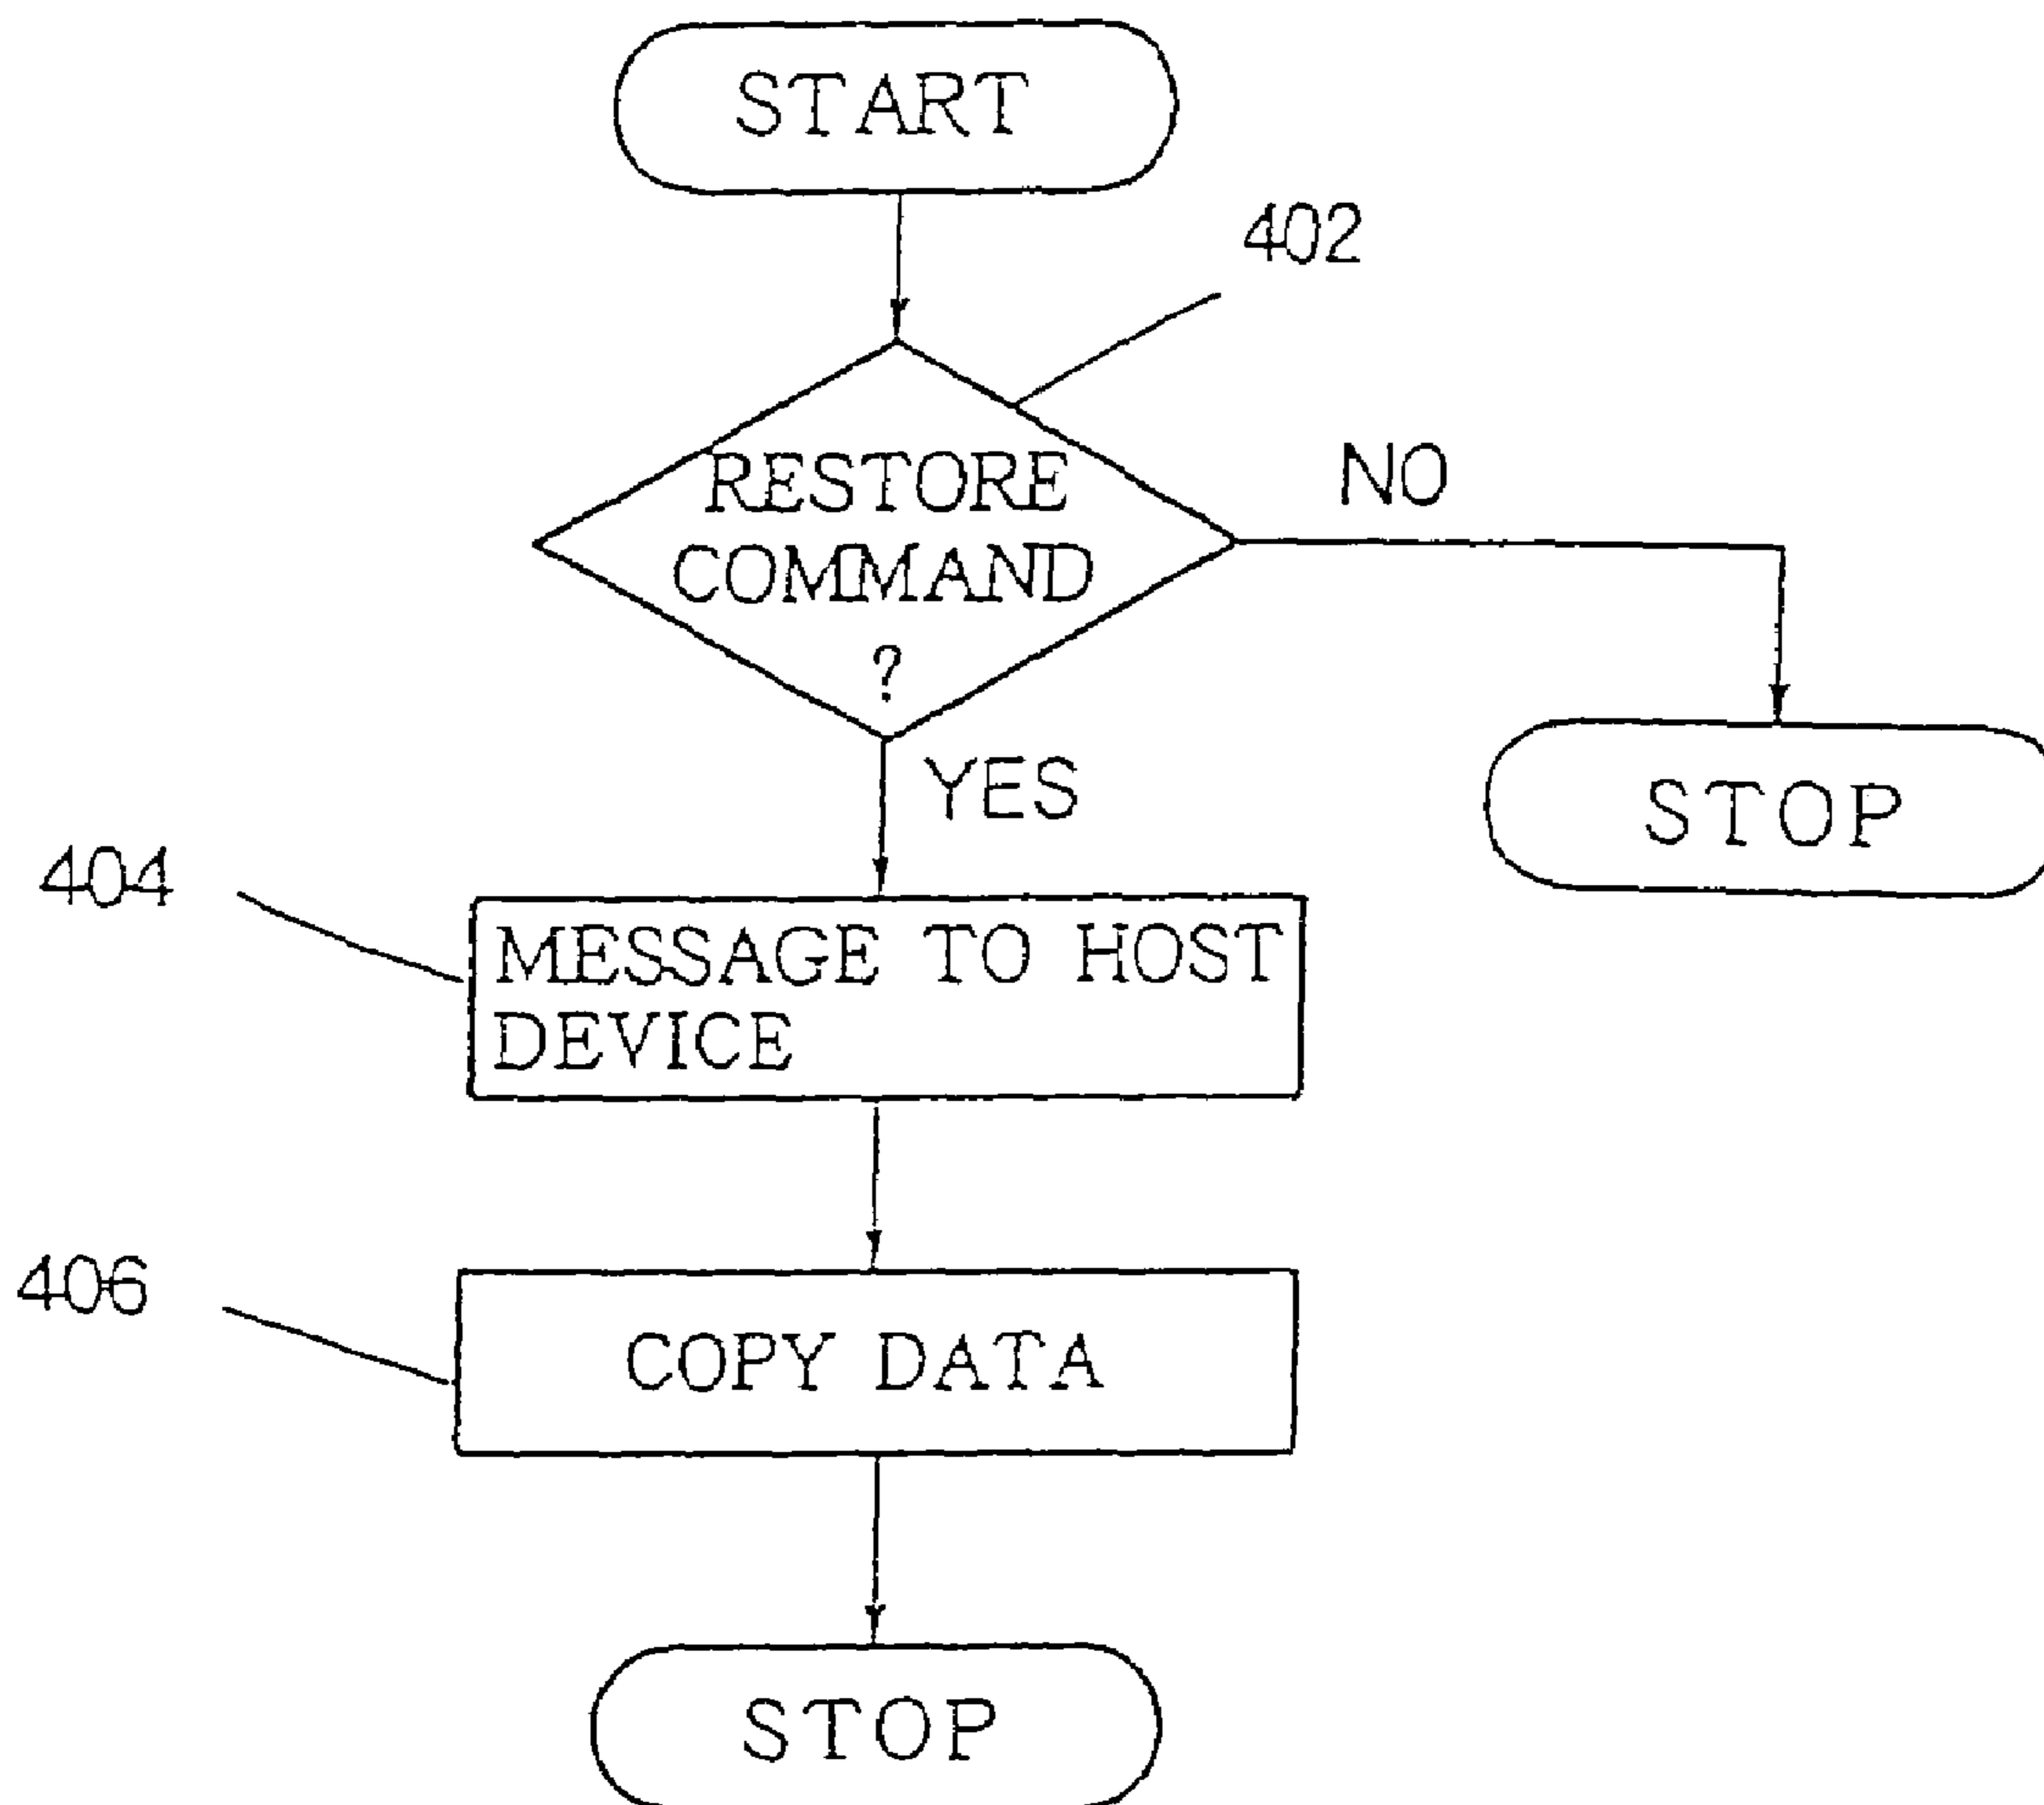 START
402
RESTORE
COMMAND
?
NO
YES
STOP
404
MESSAGE TO HOST
DEVICE
406
COPY DATA
STOP